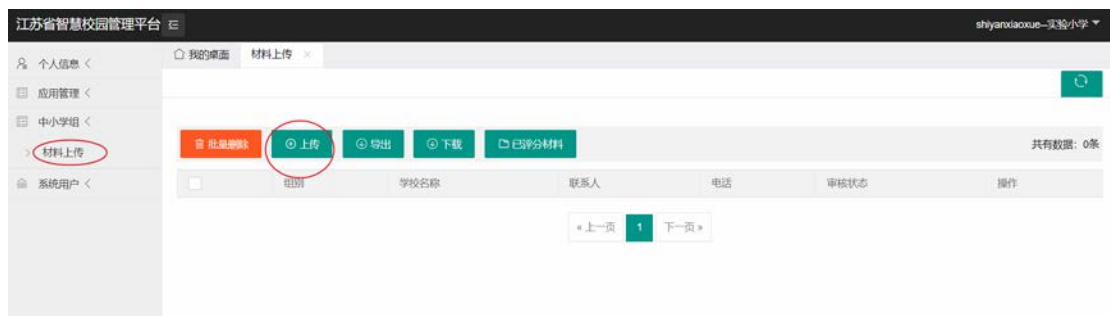 江苏省智慧校园管理平台 shiyanxiaoxue--实验小学
个人信息 我的桌面 材料上传 ×
应用管理
中小学组
材料上传
系统用户
批量删除 上传 导出 下载 已评分材料 共有数据:0条
组别 学校名称 联系人 电话 审核状态 操作
« 上一页 1 下一页 »